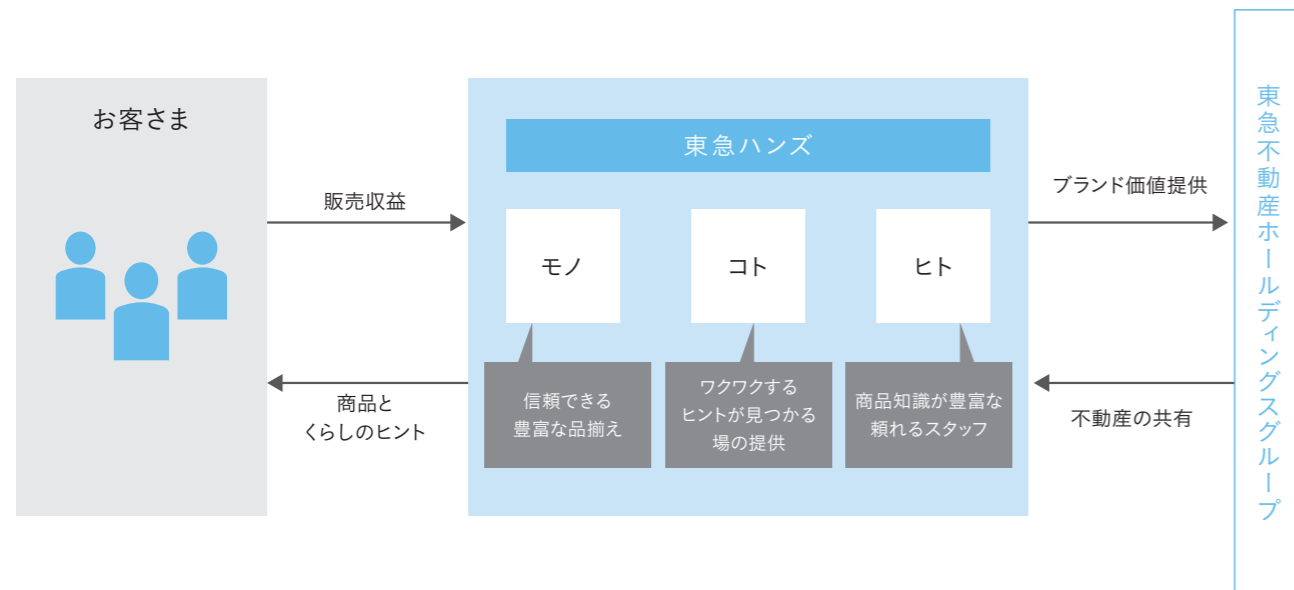 お客さま
販売収益
商品と
くらしのヒント
東急ハンズ
モノ
コト
ヒト
信頼できる
豊富な品揃え
ワクワクする
ヒントが見つかる
場の提供
商品知識が豊富な
頼れるスタッフ
ブランド価値提供
不動産の共有
東急不動産ホールディングスグループ